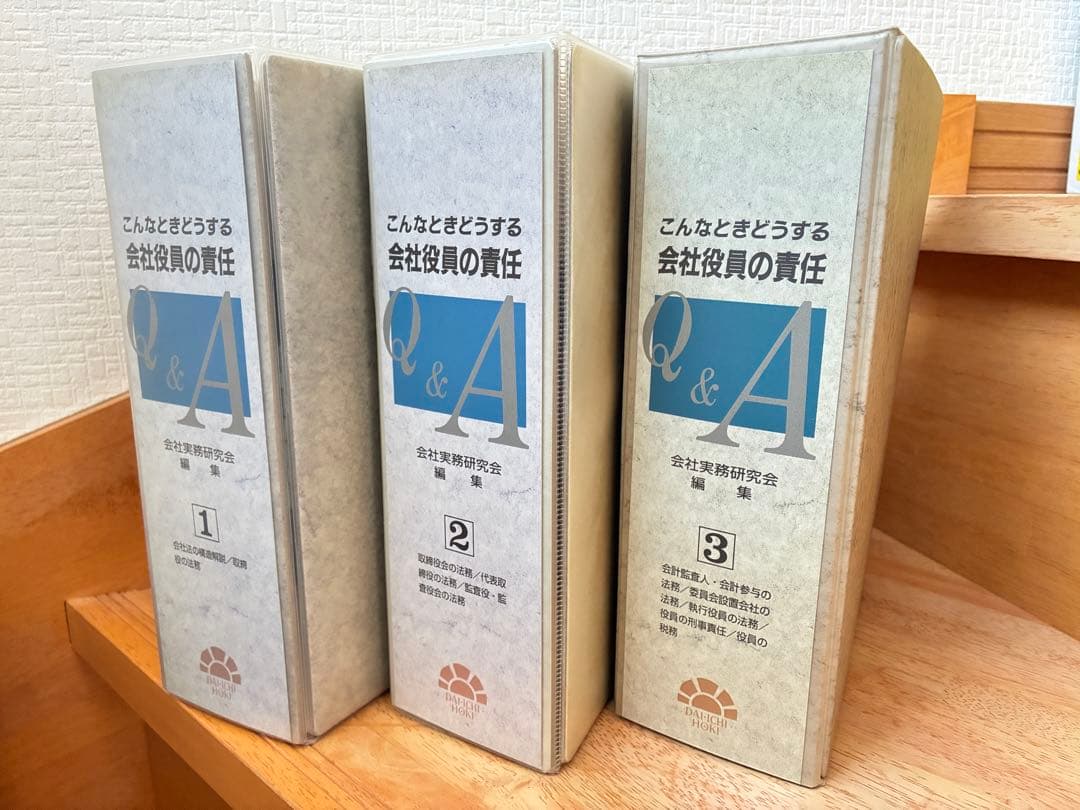 こんなときどうする
会社役員の責任
Q&A
会社実務研究会
編集
1
会社法の構造解説／取締
役の法務
DAI-ICHI
HOKI
こんなときどうする
会社役員の責任
Q&A
会社実務研究会
編集
2
取締役会の法務／代表取
締役の法務／監査役・監
査役会の法務
DAI-ICHI
HOKI
こんなときどうする
会社役員の責任
Q&A
会社実務研究会
編集
3
会計監査人・会計参与の
法務／委員会設置会社の
法務／執行役員の法務／
役員の刑事責任／役員の
税務
DAI-ICHI
HOKI